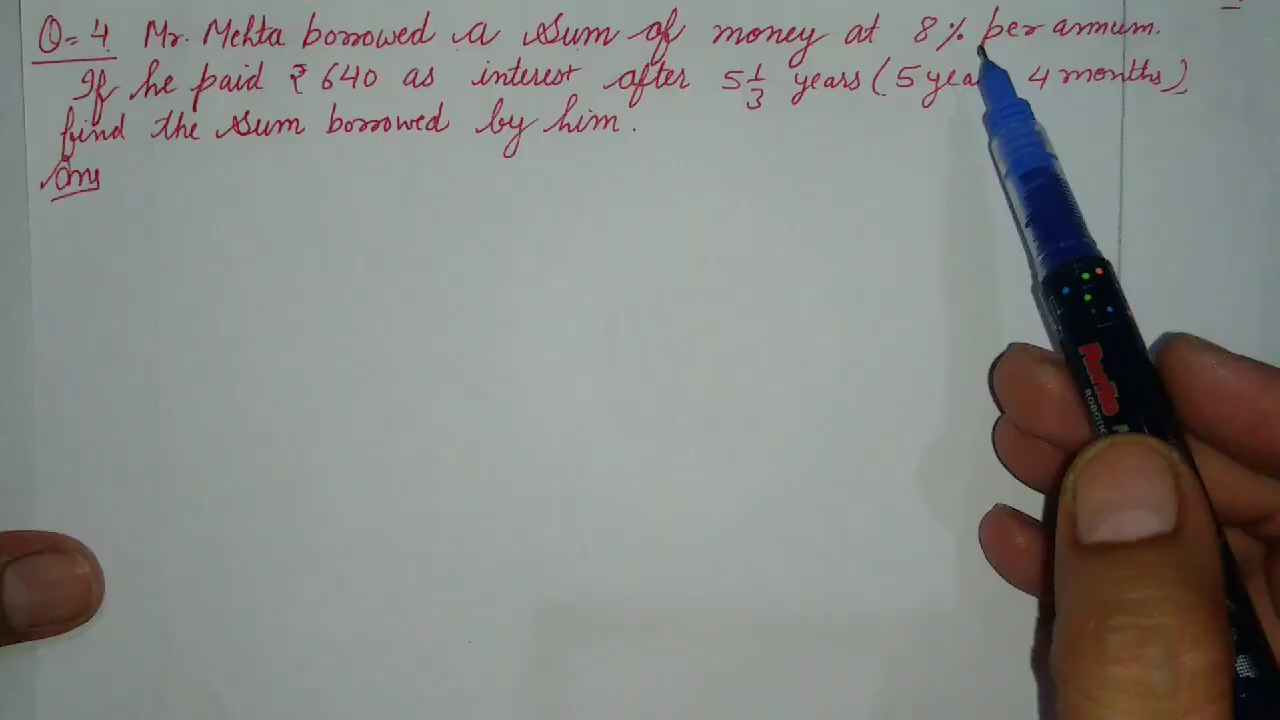 Q=4 Mr. Mehta borrowed a sum of money at 8% per annum.
If he paid ₹ 640 as interest after 5 1/3 years (5 year 4 months),
find the sum borrowed by him.
Ans